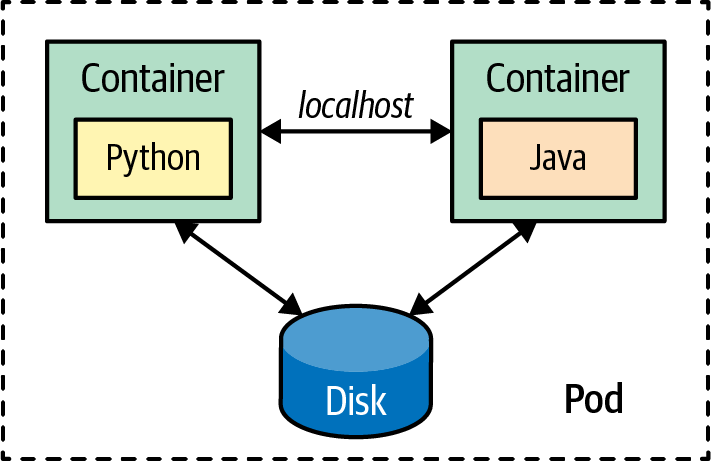 Container
Python
localhost
Container
Java
Disk
Pod